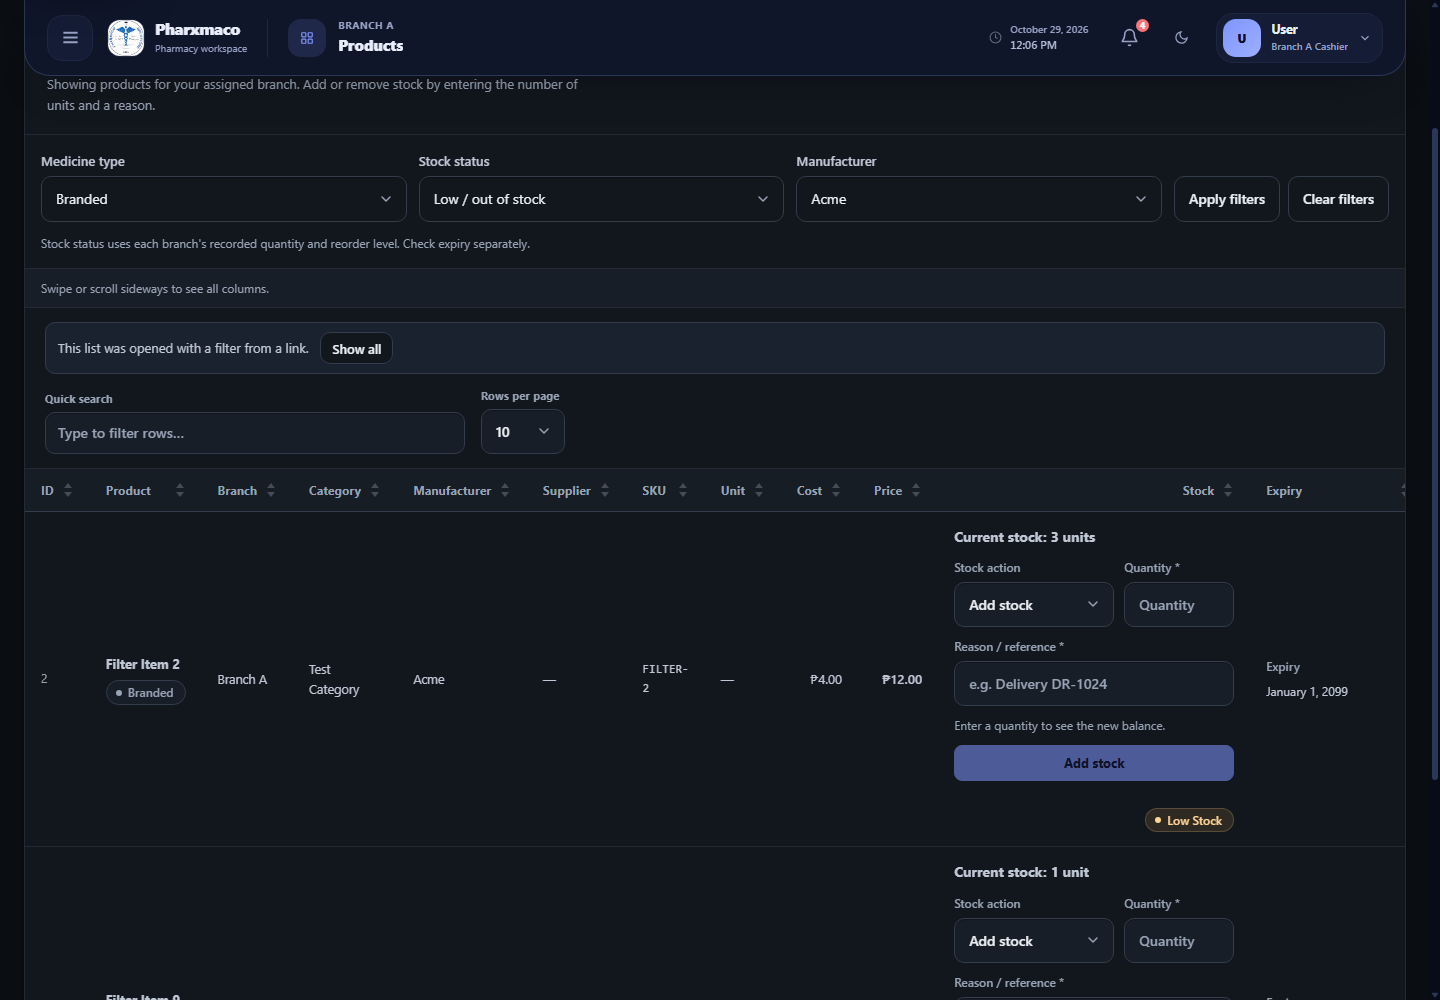 Pharxmaco
Pharmacy workspace
BRANCH A
Products
October 29, 2026
12:06 PM
4
U
User
Branch A Cashier
Showing products for your assigned branch. Add or remove stock by entering the number of
units and a reason.
Medicine type
Stock status
Manufacturer
Branded
Low / out of stock
Acme
Apply filters
Clear filters
Stock status uses each branch's recorded quantity and reorder level. Check expiry separately.
Swipe or scroll sideways to see all columns.
This list was opened with a filter from a link.
Show all
Quick search
Rows per page
Type to filter rows...
10
ID Product Branch Category Manufacturer Supplier SKU Unit Cost Price Stock Expiry
Current stock: 3 units
Stock action
Quantity *
Add stock
Quantity
Reason / reference *
e.g. Delivery DR-1024
Enter a quantity to see the new balance.
Add stock
Low Stock
2
Filter Item 2
Branded
Branch A
Test
Category
Acme
—
FILTER-
2
—
₱4.00
₱12.00
Expiry
January 1, 2099
Current stock: 1 unit
Stock action
Quantity *
Add stock
Quantity
Reason / reference *
Filter Item 9